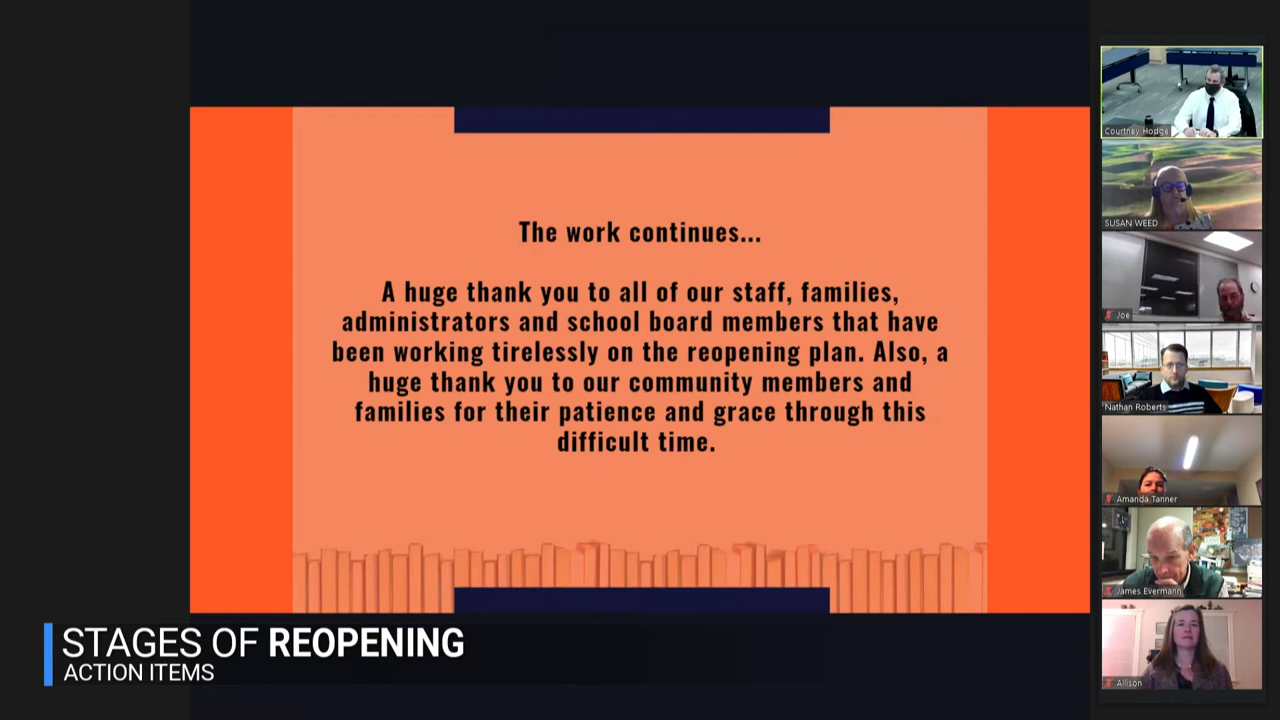 The work continues...
A huge thank you to all of our staff, families,
administrators and school board members that have
been working tirelessly on the reopening plan. Also, a
huge thank you to our community members and
families for their patience and grace through this
difficult time.
STAGES OF REOPENING
ACTION ITEMS
Courtney Hodge
SUSAN WEED
Joe
Nathan Roberts
Amanda Tanner
James Evermann
Allison